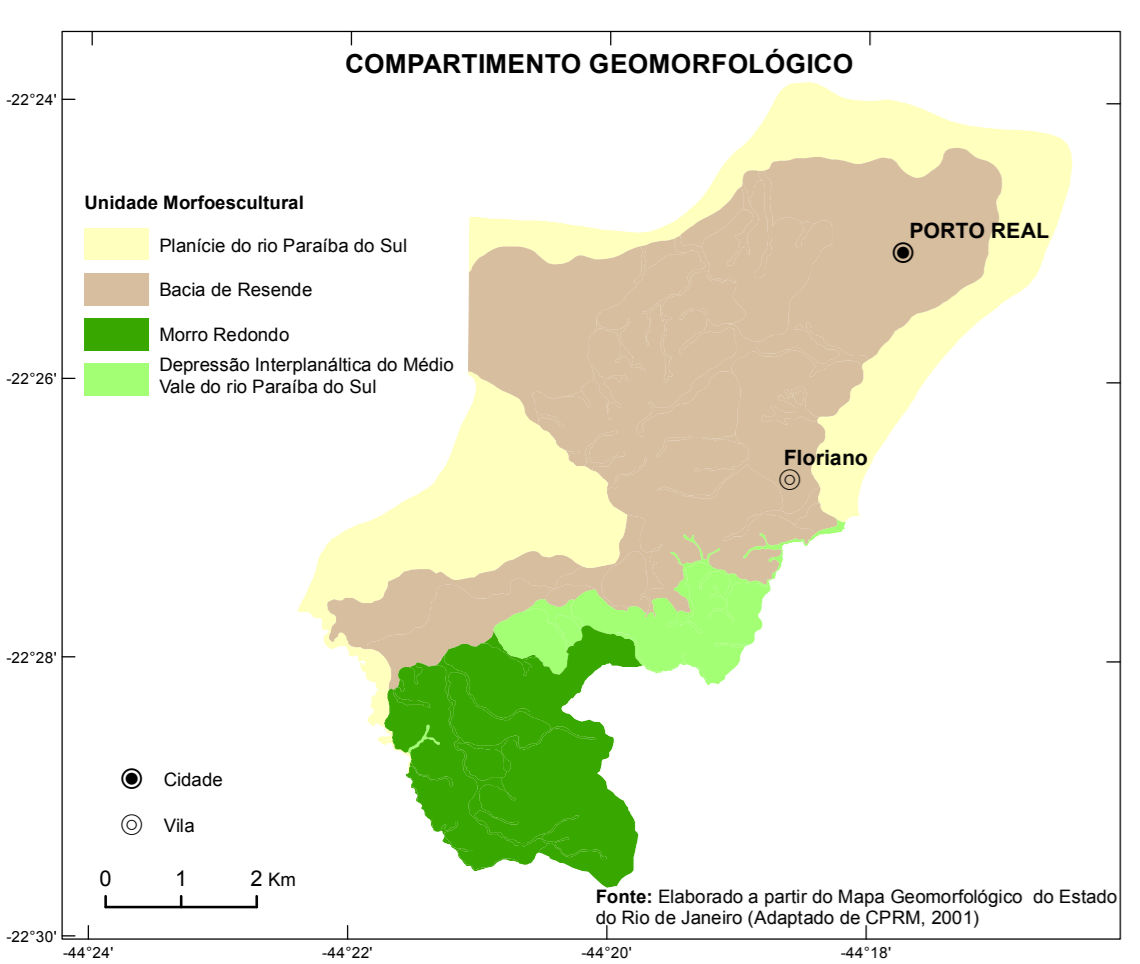 COMPARTIMENTO GEOMORFOLÓGICO
-22°24'
Unidade Morfoescultural
Planície do rio Paraíba do Sul
PORTO REAL
Bacia de Resende
Morro Redondo
Depressão Interplanáltica do Médio
Vale do rio Paraíba do Sul
-22°26'
Floriano
-22°28'
Cidade
Vila
0 1 2 Km
Fonte: Elaborado a partir do Mapa Geomorfológico do Estado
do Rio de Janeiro (Adaptado de CPRM, 2001)
-22°30'
-44°24' -44°22' -44°20' -44°18'